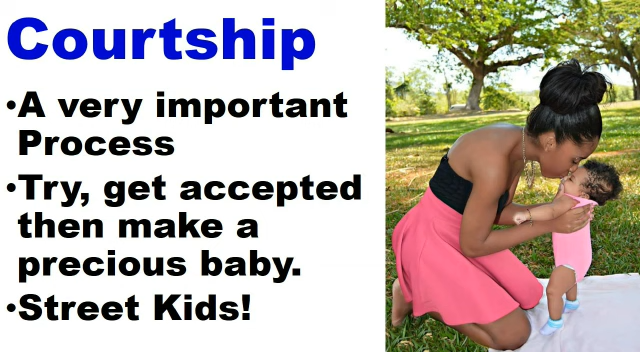 Courtship
•A very important
Process
•Try, get accepted
then make a
precious baby.
•Street Kids!